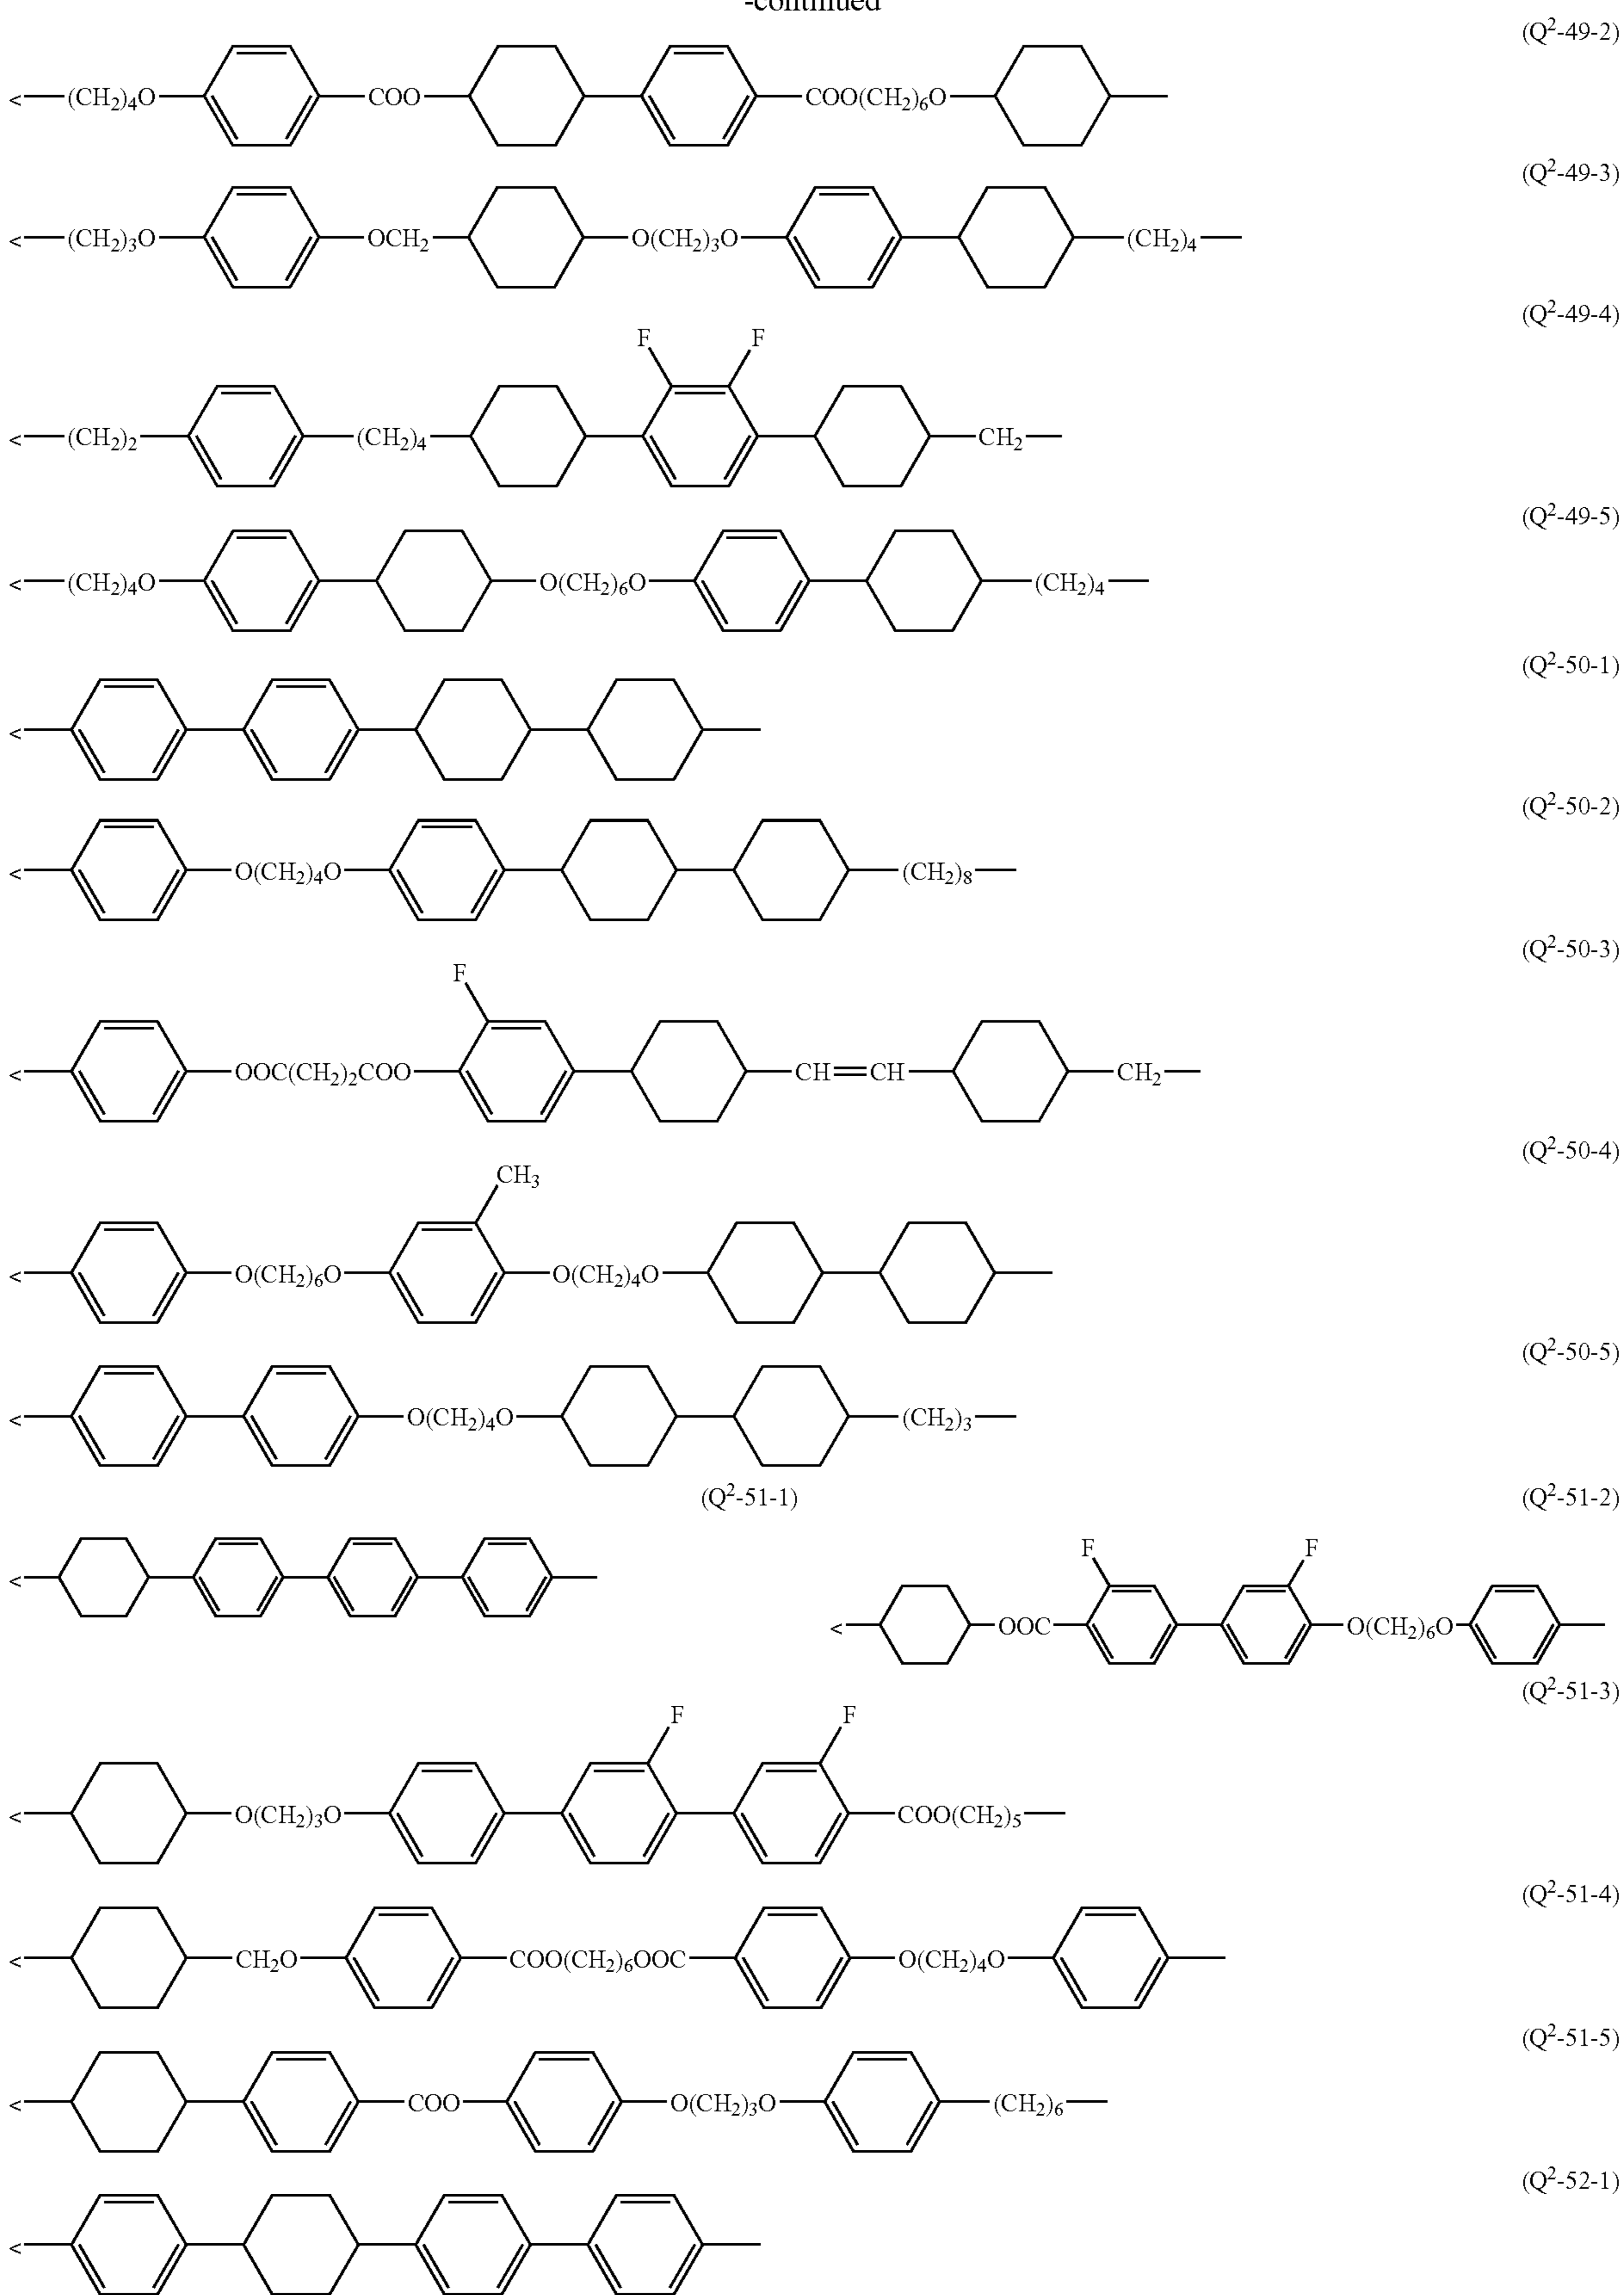 -continued
(Q²-49-2)
< (CH₂)₄O COO COO(CH₂)₆O
(Q²-49-3)
< (CH₂)₃O OCH₂ O(CH₂)₃O (CH₂)₄
(Q²-49-4)
F F
< (CH₂)₂ (CH₂)₄ CH₂
(Q²-49-5)
< (CH₂)₄O O(CH₂)₆O (CH₂)₄
(Q²-50-1)
<
(Q²-50-2)
< O(CH₂)₄O (CH₂)₈
(Q²-50-3)
F
< OOC(CH₂)₂COO CH=CH CH₂
(Q²-50-4)
CH₃
< O(CH₂)₆O O(CH₂)₄O
(Q²-50-5)
< O(CH₂)₄O (CH₂)₃
(Q²-51-1) (Q²-51-2)
F F
<
< OOC O(CH₂)₆O
(Q²-51-3)
F F
< O(CH₂)₃O COO(CH₂)₅
(Q²-51-4)
< CH₂O COO(CH₂)₆OOC O(CH₂)₄O
(Q²-51-5)
< COO O(CH₂)₃O (CH₂)₆
(Q²-52-1)
<